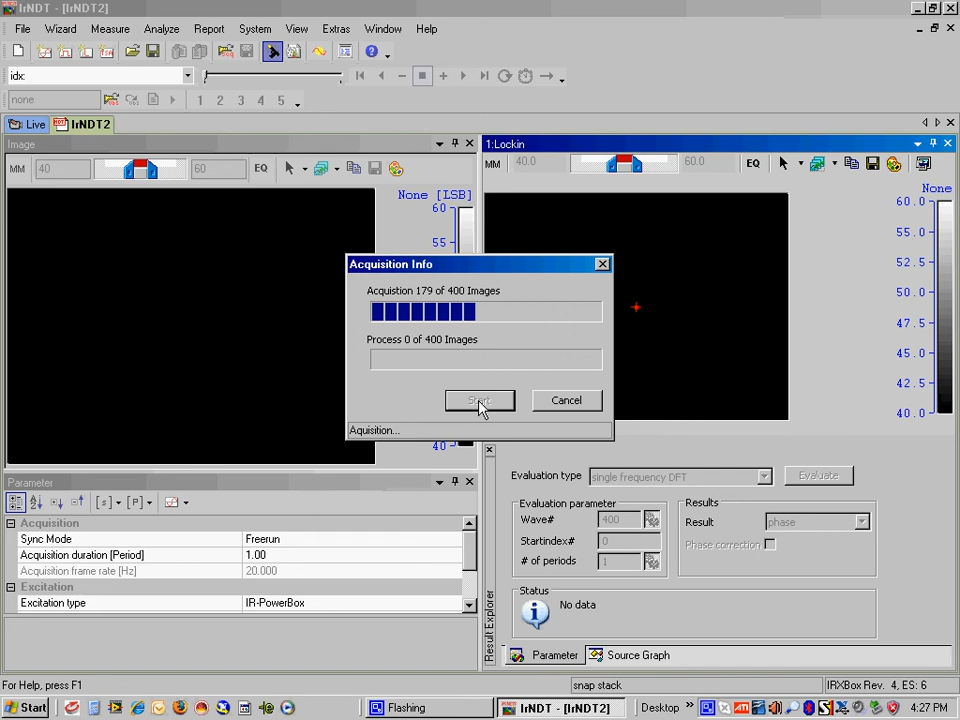 IrNDT - [IrNDT2]
File Wizard Measure Analyze Report System View Extras Window Help
idx:
none
1 2 3 4 5
Live IrNDT2
Image
MM 40 60 EQ
None [LSB]
60
55
40
1:Lockin
MM 40.0 60.0 EQ
None
60.0
55.0
52.5
50.0
47.5
45.0
42.5
40.0
Acquisition Info
Acquistion 179 of 400 Images
Process 0 of 400 Images
Start Cancel
Aquisition...
Parameter
[s] [P]
Acquisition
Sync Mode Freerun
Acquisition duration [Period] 1.00
Acquisition frame rate [Hz] 20.000
Excitation
Excitation type IR-PowerBox
Result Explorer
Evaluation type single frequency DFT Evaluate
Evaluation parameter
Wave# 400
Startindex# 0
# of periods 1
Results
Result phase
Phase correction
Status
No data
Parameter Source Graph
For Help, press F1
snap stack
IRXBox Rev. 4, ES: 6
Start
Flashing
IrNDT - [IrNDT2]
Desktop »
4:27 PM